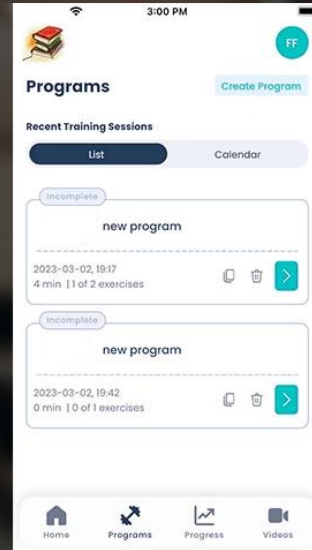 3:00 PM
FF
Programs
Create Program
Recent Training Sessions
List
Calendar
Incomplete
new program
2023-03-02, 19:17
4 min | 1 of 2 exercises
Incomplete
new program
2023-03-02, 19:42
0 min | 0 of 1 exercises
Home
Programs
Progress
Videos